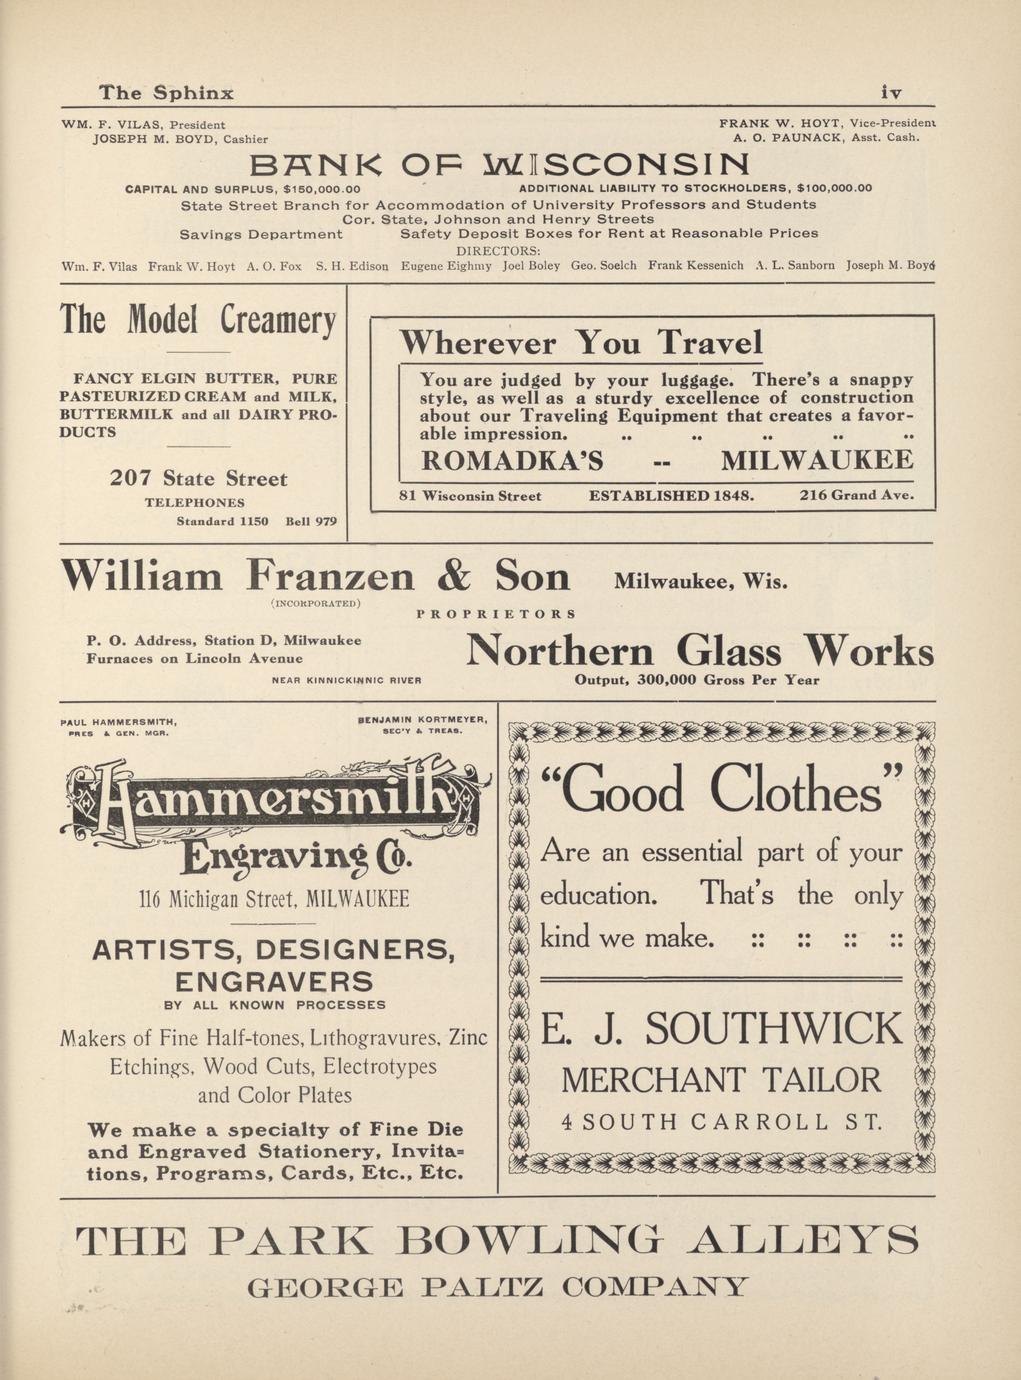 The Sphinx iv
WM. F. VILAS, President FRANK W. HOYT, Vice-President
JOSEPH M. BOYD, Cashier A. O. PAUNACK, Asst. Cash.
BANK OF WISCONSIN
CAPITAL AND SURPLUS, $150,000.00 ADDITIONAL LIABILITY TO STOCKHOLDERS, $100,000.00
State Street Branch for Accommodation of University Professors and Students
Cor. State, Johnson and Henry Streets
Savings Department Safety Deposit Boxes for Rent at Reasonable Prices
DIRECTORS:
Wm. F. Vilas Frank W. Hoyt A. O. Fox S. H. Edison Eugene Eighmy Joel Boley Geo. Soelch Frank Kessenich A. L. Sanborn Joseph M. Boyd
The Model Creamery
FANCY ELGIN BUTTER, PURE
PASTEURIZED CREAM and MILK,
BUTTERMILK and all DAIRY PRO-
DUCTS
207 State Street
TELEPHONES
Standard 1150 Bell 979
Wherever You Travel
You are judged by your luggage. There's a snappy
style, as well as a sturdy excellence of construction
about our Traveling Equipment that creates a favor-
able impression. .. .. .. .. ..
ROMADKA'S -- MILWAUKEE
81 Wisconsin Street ESTABLISHED 1848. 216 Grand Ave.
William Franzen & Son Milwaukee, Wis.
(INCORPORATED)
PROPRIETORS
P. O. Address, Station D, Milwaukee
Furnaces on Lincoln Avenue
NEAR KINNICKINNIC RIVER
Northern Glass Works
Output, 300,000 Gross Per Year
PAUL HAMMERSMITH, BENJAMIN KORTMEYER,
PRES & GEN. MGR. SEC'Y & TREAS.
Hammersmith
Engraving Co.
116 Michigan Street, MILWAUKEE
ARTISTS, DESIGNERS,
ENGRAVERS
BY ALL KNOWN PROCESSES
Makers of Fine Half-tones, Lithogravures, Zinc
Etchings, Wood Cuts, Electrotypes
and Color Plates
We make a specialty of Fine Die
and Engraved Stationery, Invita=
tions, Programs, Cards, Etc., Etc.
"Good Clothes"
Are an essential part of your
education. That's the only
kind we make. :: :: :: ::
E. J. SOUTHWICK
MERCHANT TAILOR
4 SOUTH CARROLL ST.
THE PARK BOWLING ALLEYS
GEORGE PALTZ COMPANY